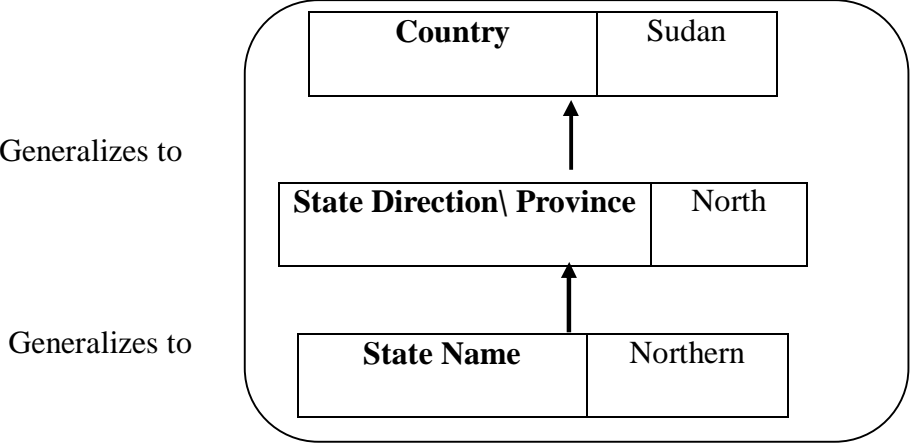 Country Sudan
Generalizes to
State Direction\ Province North
Generalizes to
State Name Northern